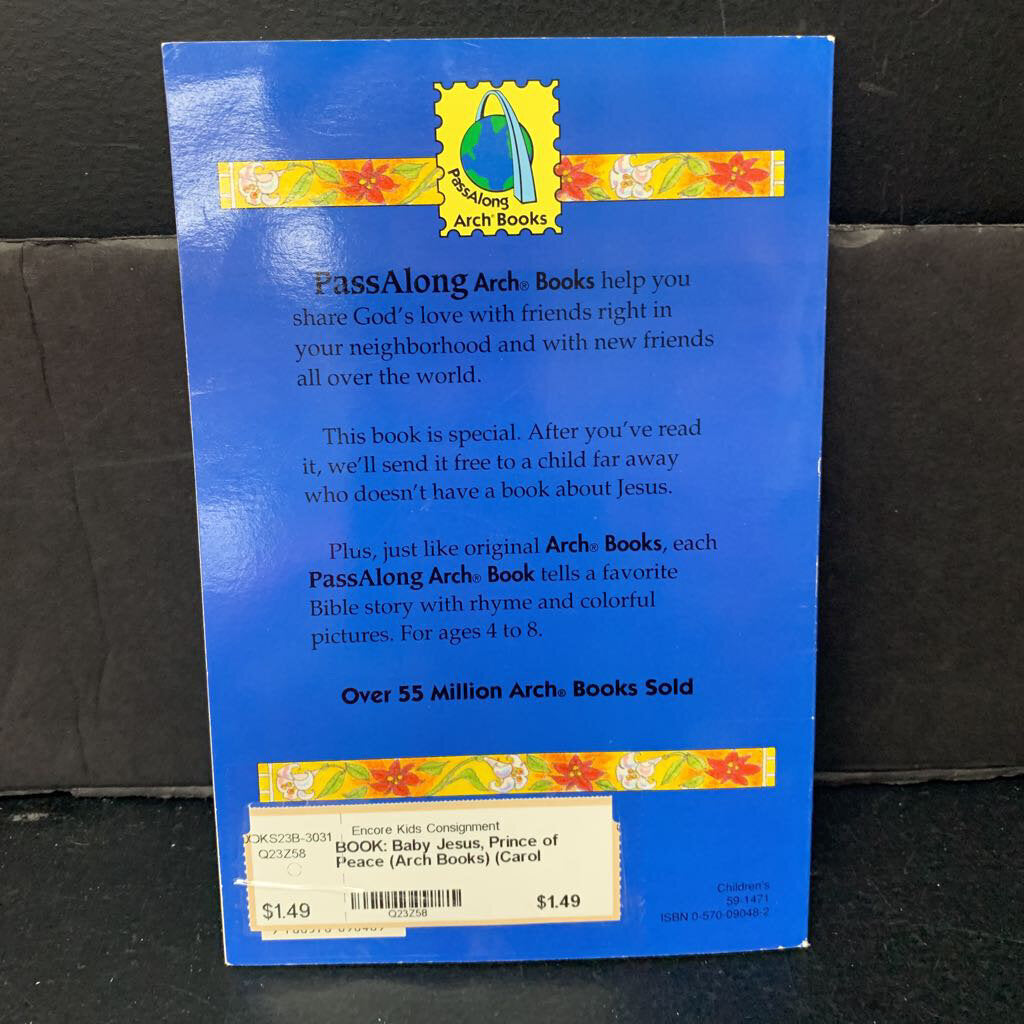 PassAlong
Arch® Books
PassAlong Arch® Books help you
share God's love with friends right in
your neighborhood and with new friends
all over the world.
This book is special. After you've read
it, we'll send it free to a child far away
who doesn't have a book about Jesus.
Plus, just like original Arch® Books, each
PassAlong Arch® Book tells a favorite
Bible story with rhyme and colorful
pictures. For ages 4 to 8.
Over 55 Million Arch® Books Sold
OKS23B-3031
Q23Z58
$1.49
Encore Kids Consignment
BOOK: Baby Jesus, Prince of
Peace (Arch Books) (Carol
Q23Z58
$1.49
Children's
59-1471
ISBN 0-570-09048-2